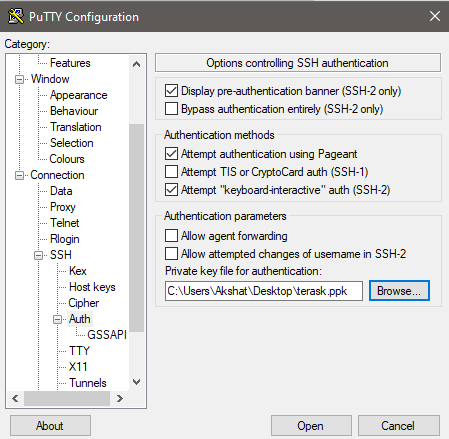 PuTTY Configuration
Category:
Features
Window
Appearance
Behaviour
Translation
Selection
Colours
Connection
Data
Proxy
Telnet
Rlogin
SSH
Kex
Host keys
Cipher
Auth
GSSAPI
TTY
X11
Tunnels
Options controlling SSH authentication
Display pre-authentication banner (SSH-2 only)
Bypass authentication entirely (SSH-2 only)
Authentication methods
Attempt authentication using Pageant
Attempt TIS or CryptoCard auth (SSH-1)
Attempt "keyboard-interactive" auth (SSH-2)
Authentication parameters
Allow agent forwarding
Allow attempted changes of username in SSH-2
Private key file for authentication:
C:\Users\Akshat\Desktop\terask.ppk
Browse...
About
Open
Cancel